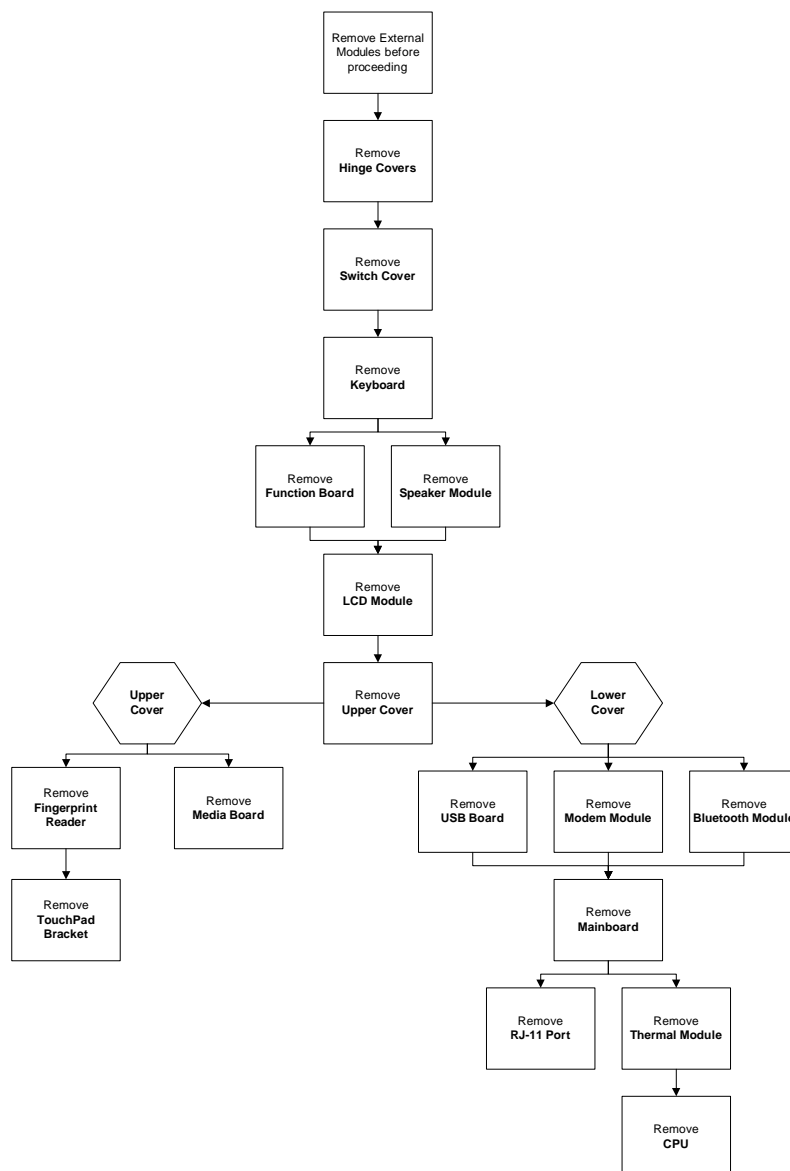 Remove External
Modules before
proceeding
Remove
Hinge Covers
Remove
Switch Cover
Remove
Keyboard
Remove
Function Board
Remove
Speaker Module
Remove
LCD Module
Upper
Cover
Remove
Upper Cover
Lower
Cover
Remove
Fingerprint
Reader
Remove
Media Board
Remove
USB Board
Remove
Modem Module
Remove
Bluetooth Module
Remove
TouchPad
Bracket
Remove
Mainboard
Remove
RJ-11 Port
Remove
Thermal Module
Remove
CPU